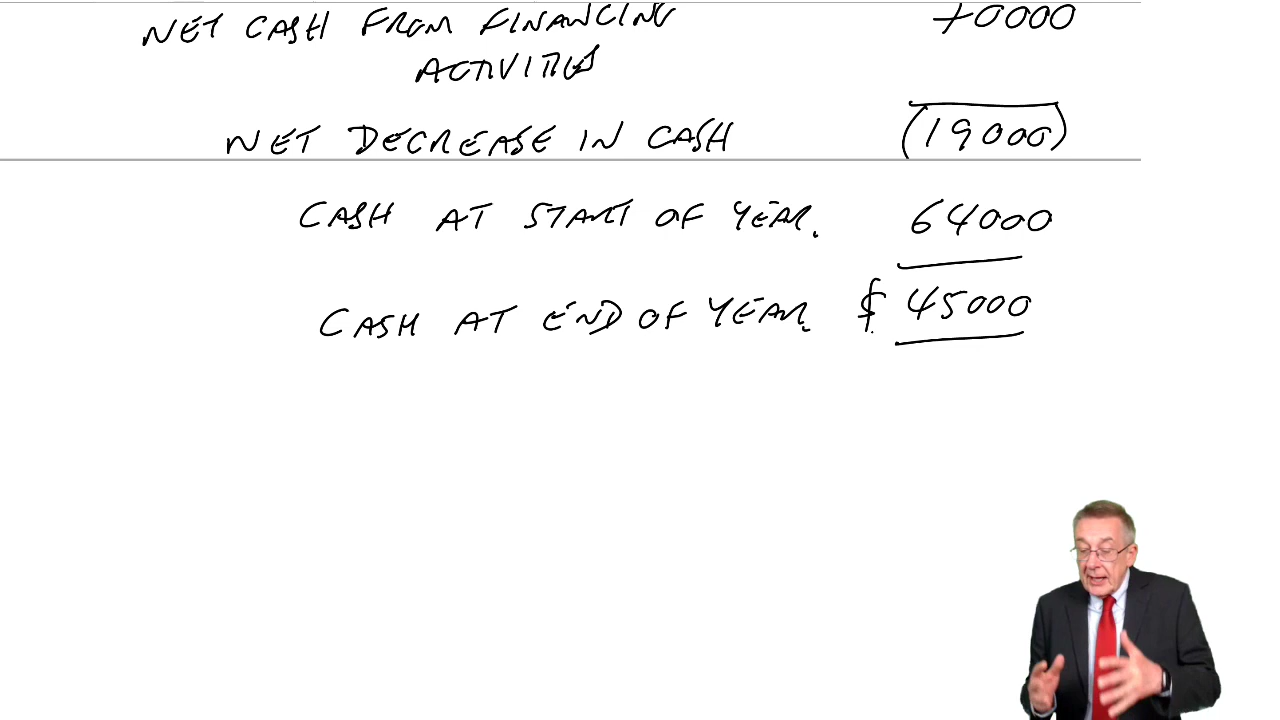 NET CASH FROM FINANCING 70000
ACTIVITIES
NET DECREASE IN CASH (19000)
CASH AT START OF YEAR. 64000
CASH AT END OF YEAR. $ 45000